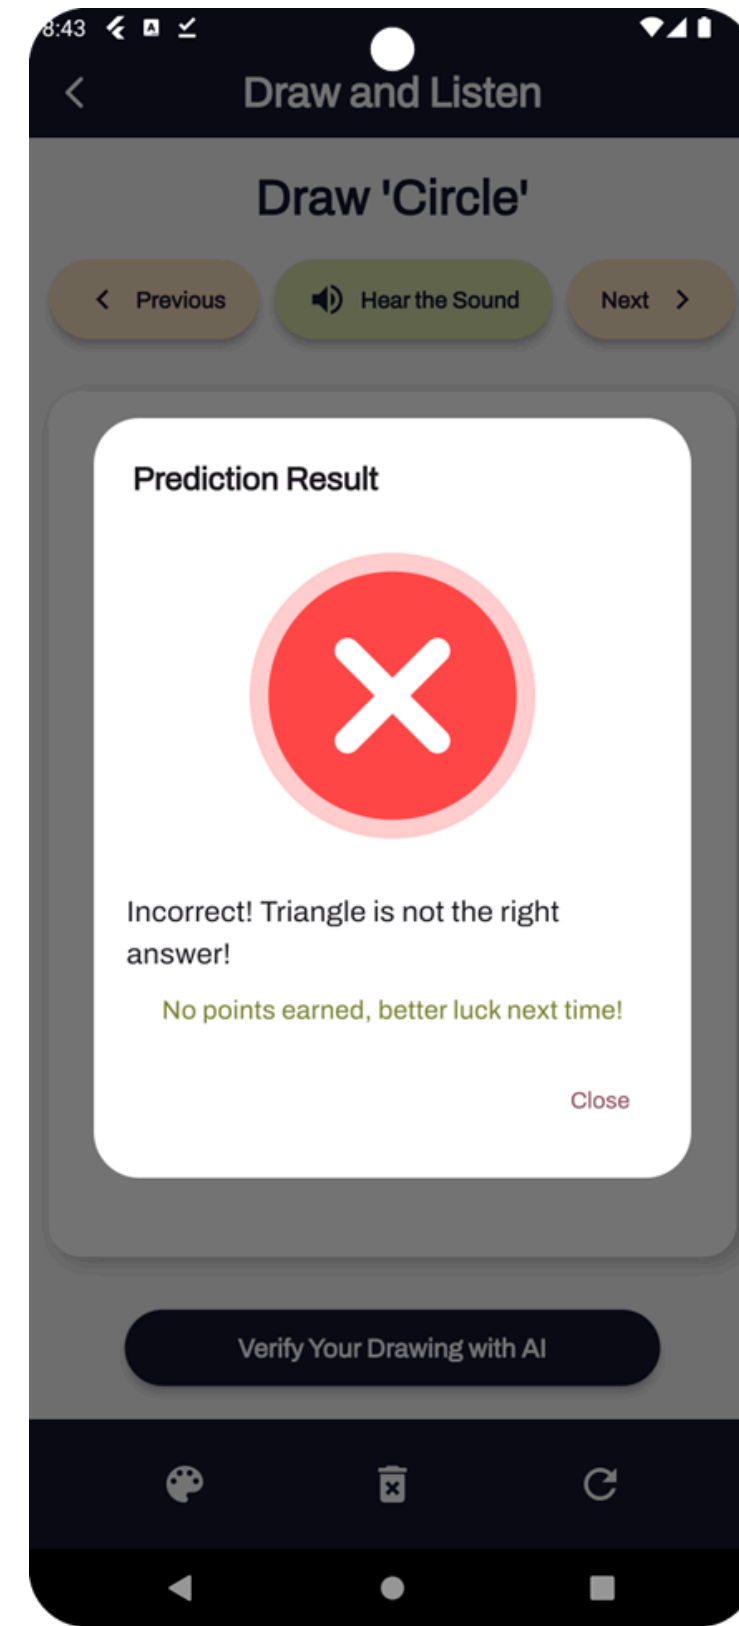 8:43
Draw and Listen
Draw 'Circle'
Previous
Hear the Sound
Next
Prediction Result
Incorrect! Triangle is not the right
answer!
No points earned, better luck next time!
Close
Verify Your Drawing with AI